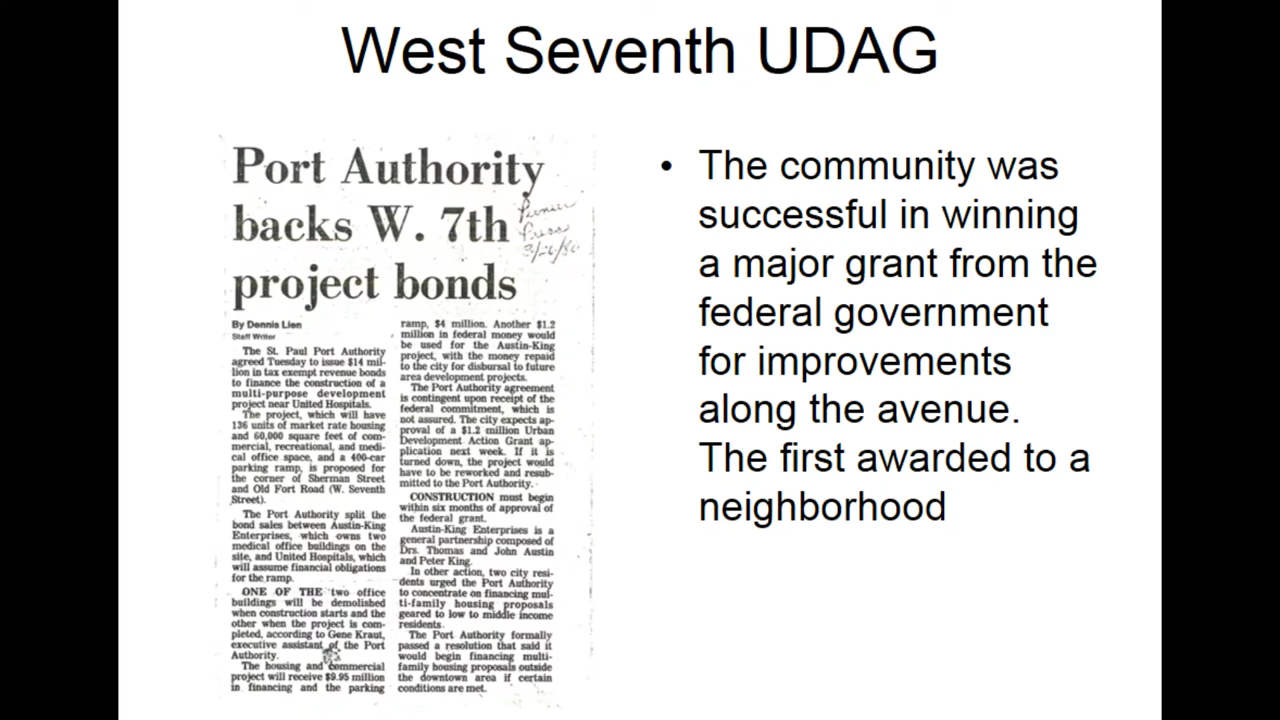 West Seventh UDAG
Port Authority
backs W. 7th
project bonds
Pioneer
Press
By Dennis Lien
Staff Writer
The St. Paul Port Authority
agreed Tuesday to issue $14 mil-
lion in tax exempt revenue bonds
to finance the construction of a
multi-purpose development
project near United Hospitals.
The project, which will have
136 units of market rate housing
and 60,000 square feet of com-
mercial, recreational, and medi-
cal office space, and a 400-car
parking ramp, is proposed for
the corner of Sherman Street
and Old Fort Road (W. Seventh
Street).
The Port Authority split the
bond sales between Austin-King
Enterprises, which owns two
medical office buildings on the
site, and United Hospitals, which
will assume financial obligations
for the ramp.
ONE OF THE two office
buildings will be demolished
when construction starts and the
other when the project is com-
pleted, according to Gene Kraut,
executive assistant of the Port
Authority.
The housing and commercial
project will receive $9.95 million
in financing and the parking
ramp, $4 million. Another $1.2
million in federal money would
be used for the Austin-King
project, with the money repaid
to the city for disbursal to future
area development projects.
The Port Authority agreement
is contingent upon receipt of the
federal commitment, which is
not assured. The city expects ap-
proval of a $1.2 million Urban
Development Action Grant ap-
plication next week. If it is
turned down, the project would
have to be reworked and resub-
mitted to the Port Authority.
CONSTRUCTION must begin
within six months of approval of
the federal grant.
Austin-King Enterprises is a
general partnership composed of
Drs. Thomas and John Austin
and Peter King.
In other action, two city resi-
dents urged the Port Authority
to concentrate on financing mul-
ti-family housing proposals
geared to low to middle income
residents.
The Port Authority formally
passed a resolution that said it
would begin financing multi-
family housing proposals outside
the downtown area if certain
conditions are met.
• The community was
successful in winning
a major grant from the
federal government
for improvements
along the avenue.
The first awarded to a
neighborhood